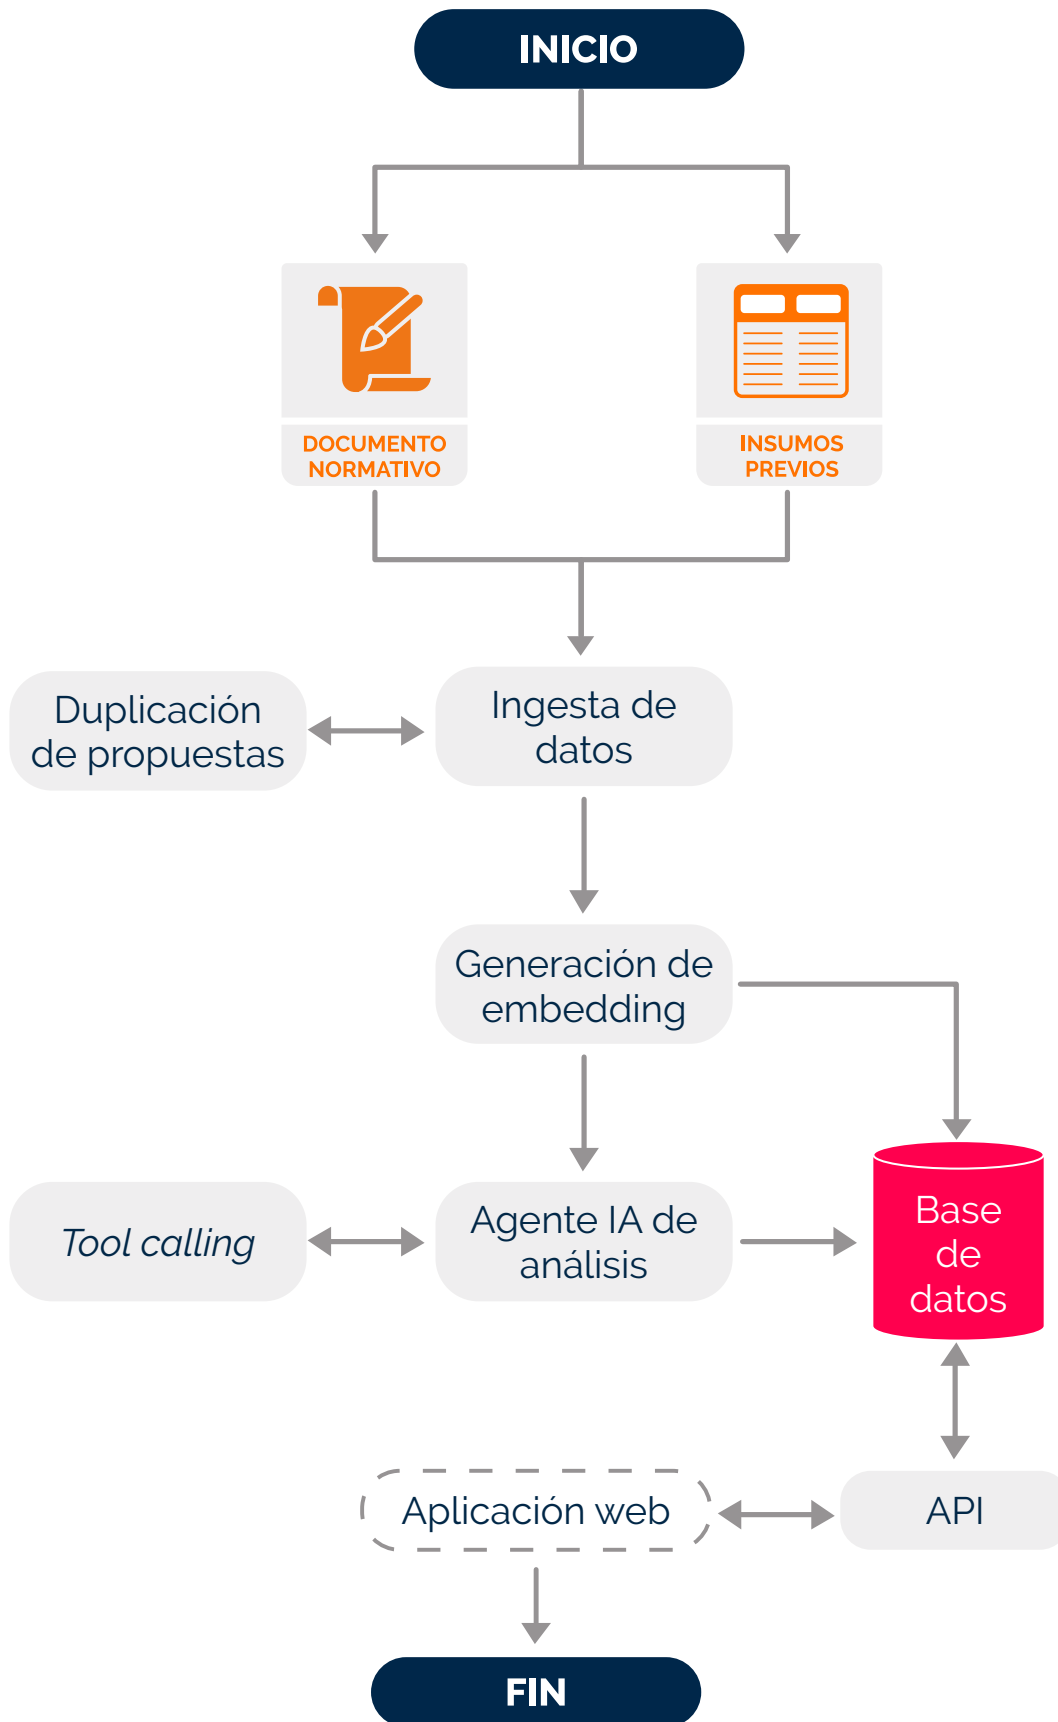 INICIO
DOCUMENTO
NORMATIVO
INSUMOS
PREVIOS
Duplicación
de propuestas
Ingesta de
datos
Generación de
embedding
Tool calling
Agente IA de
análisis
Base
de
datos
Aplicación web
API
FIN